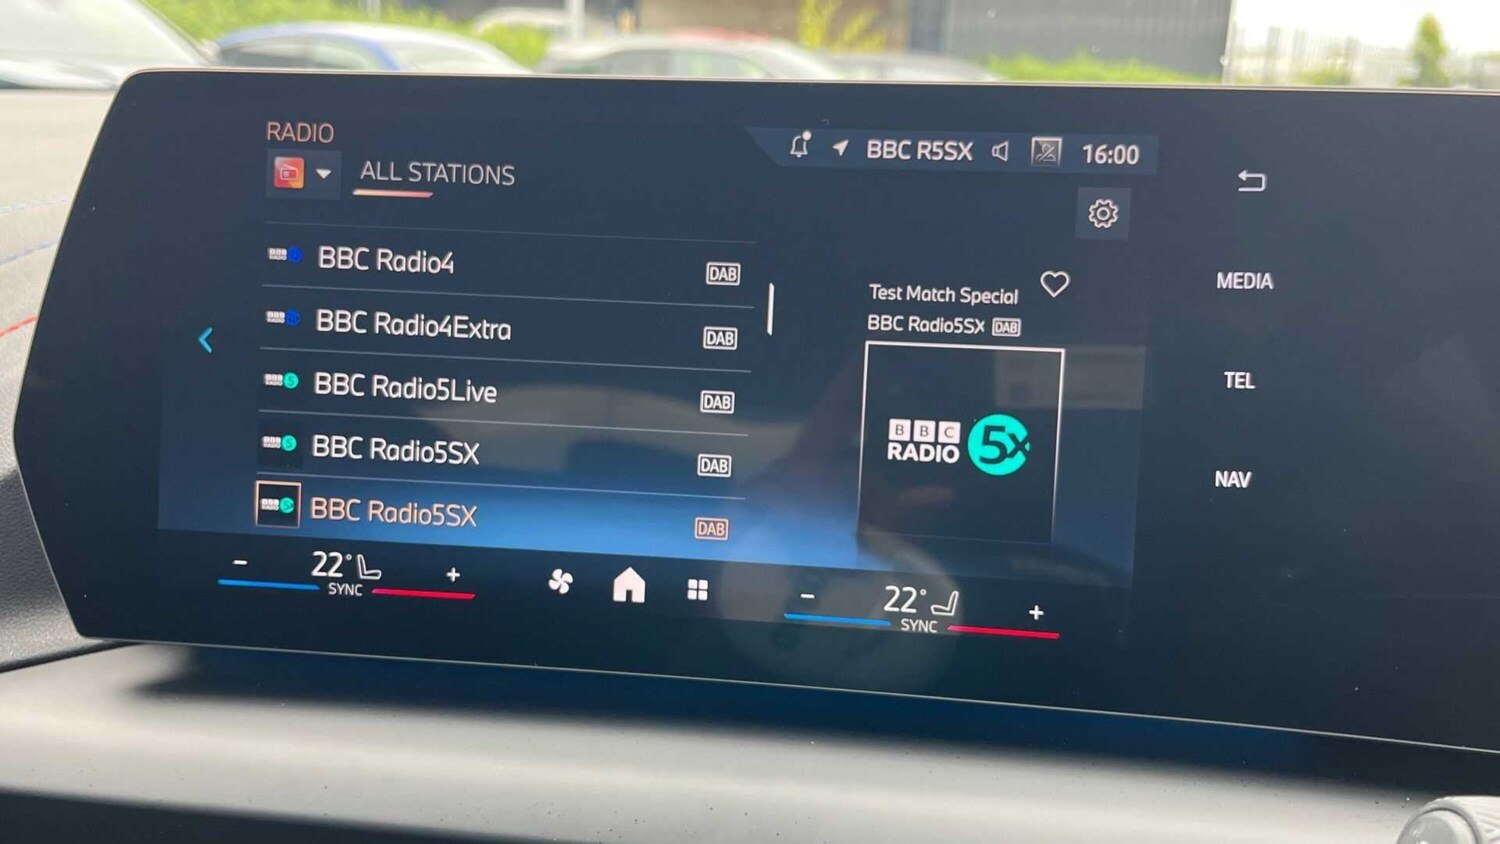 RADIO
ALL STATIONS
BBC R5SX
16:00
BBC Radio4
DAB
BBC Radio4Extra
DAB
BBC Radio5Live
DAB
BBC Radio5SX
DAB
BBC Radio5SX
DAB
Test Match Special
BBC Radio5SX DAB
BBC
RADIO
5x
MEDIA
TEL
NAV
- 22° +
SYNC
- 22° +
SYNC